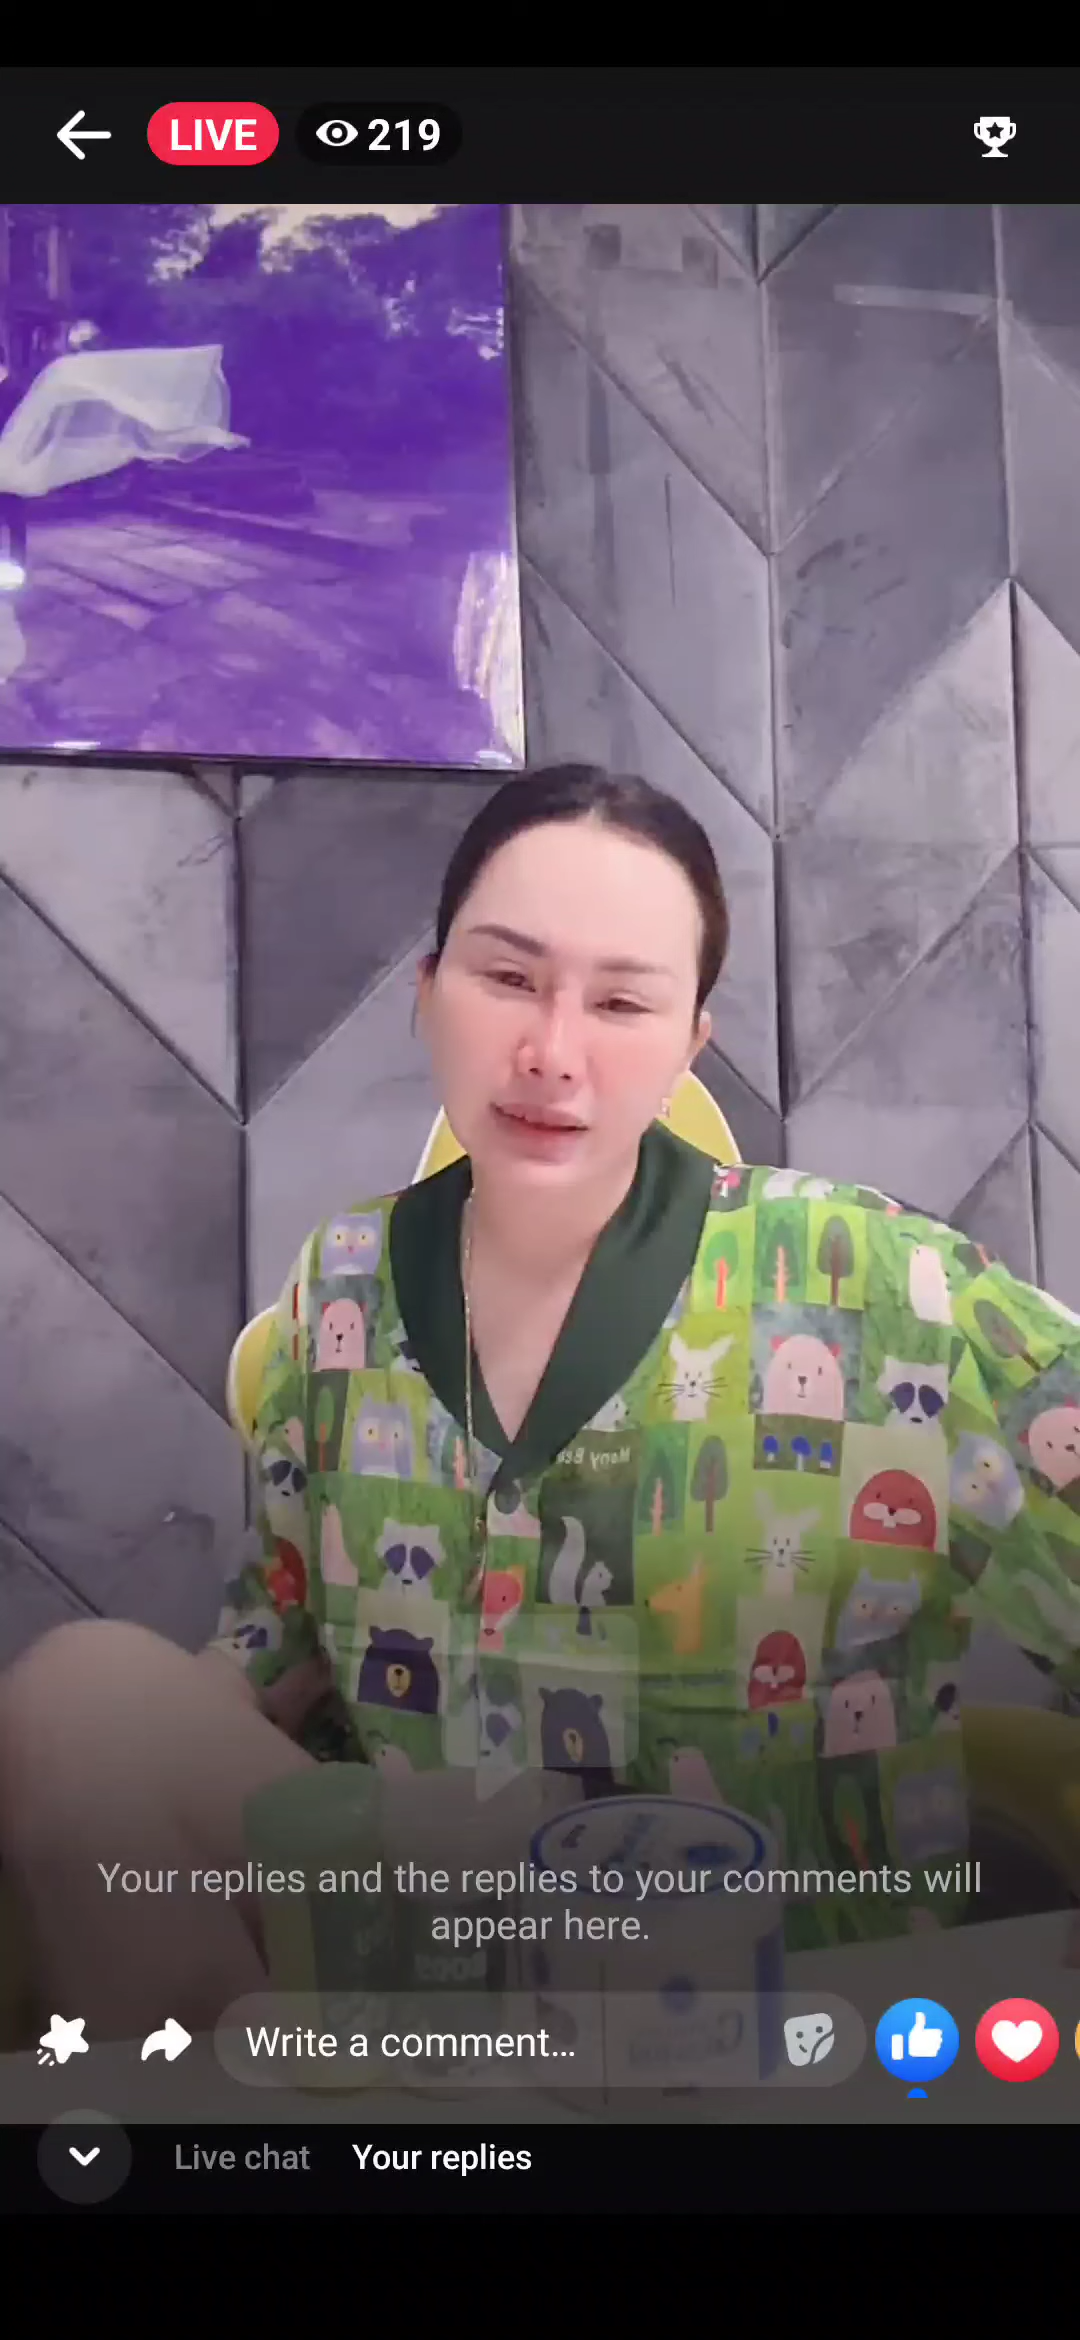 LIVE
219
Your replies and the replies to your comments will
appear here.
Write a comment...
Live chat
Your replies